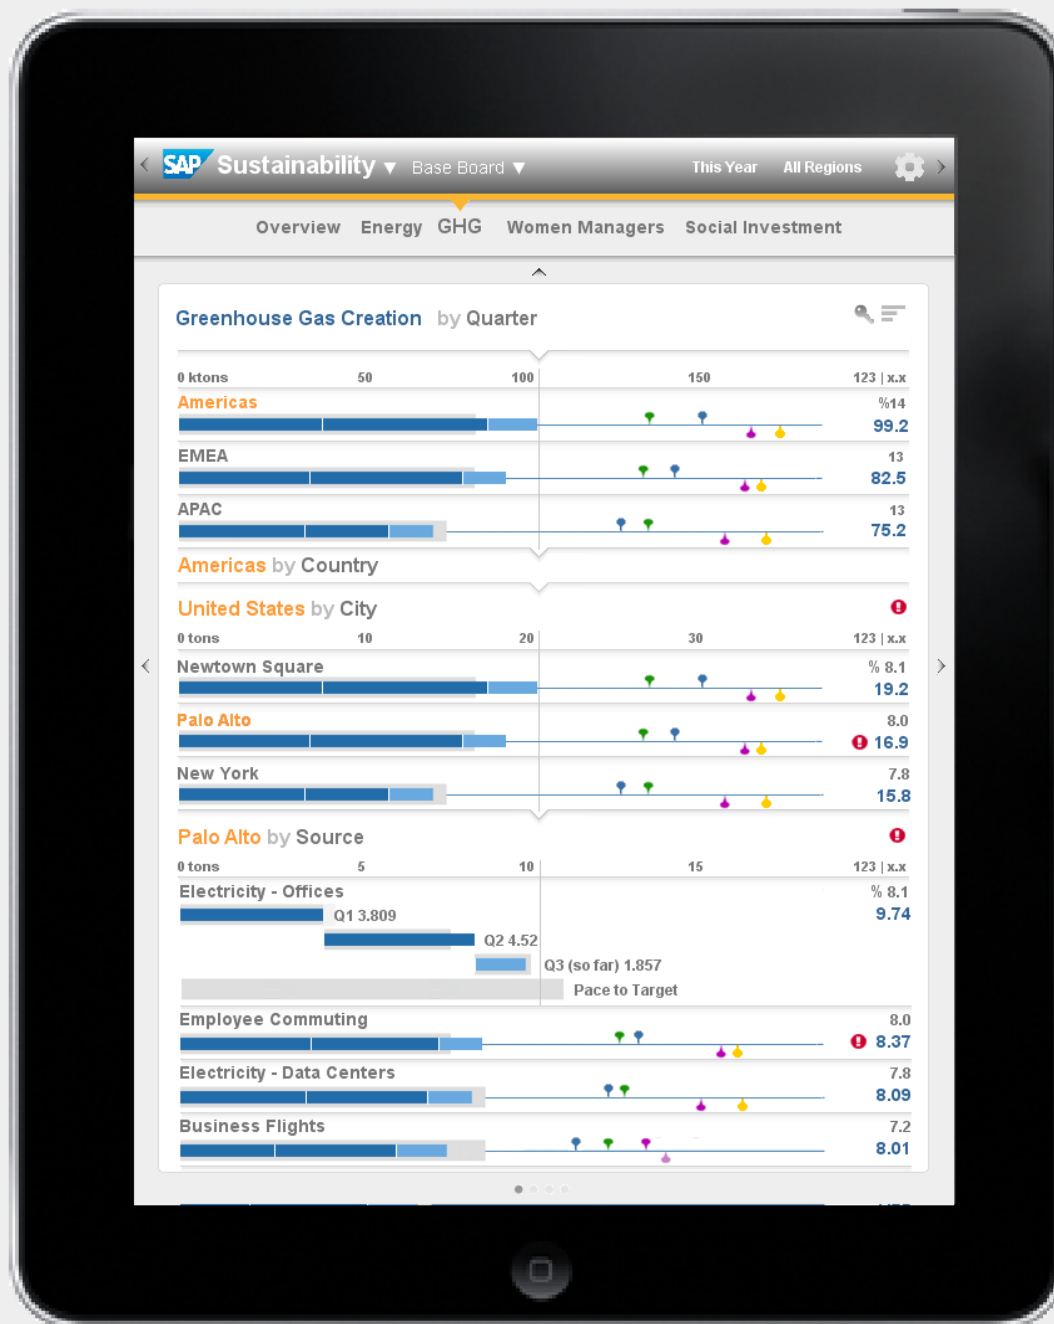 SAP Sustainability ▼ Base Board ▼ This Year All Regions
Overview Energy GHG Women Managers Social Investment
Greenhouse Gas Creation by Quarter
0 ktons 50 100 150 123 | x.x
Americas %14
99.2
EMEA 13
82.5
APAC 13
75.2
Americas by Country
United States by City
0 tons 10 20 30 123 | x.x
Newtown Square % 8.1
19.2
Palo Alto 8.0
16.9
New York 7.8
15.8
Palo Alto by Source
0 tons 5 10 15 123 | x.x
Electricity - Offices % 8.1
Q1 3.809 9.74
Q2 4.52
Q3 (so far) 1.857
Pace to Target
Employee Commuting 8.0
8.37
Electricity - Data Centers 7.8
8.09
Business Flights 7.2
8.01